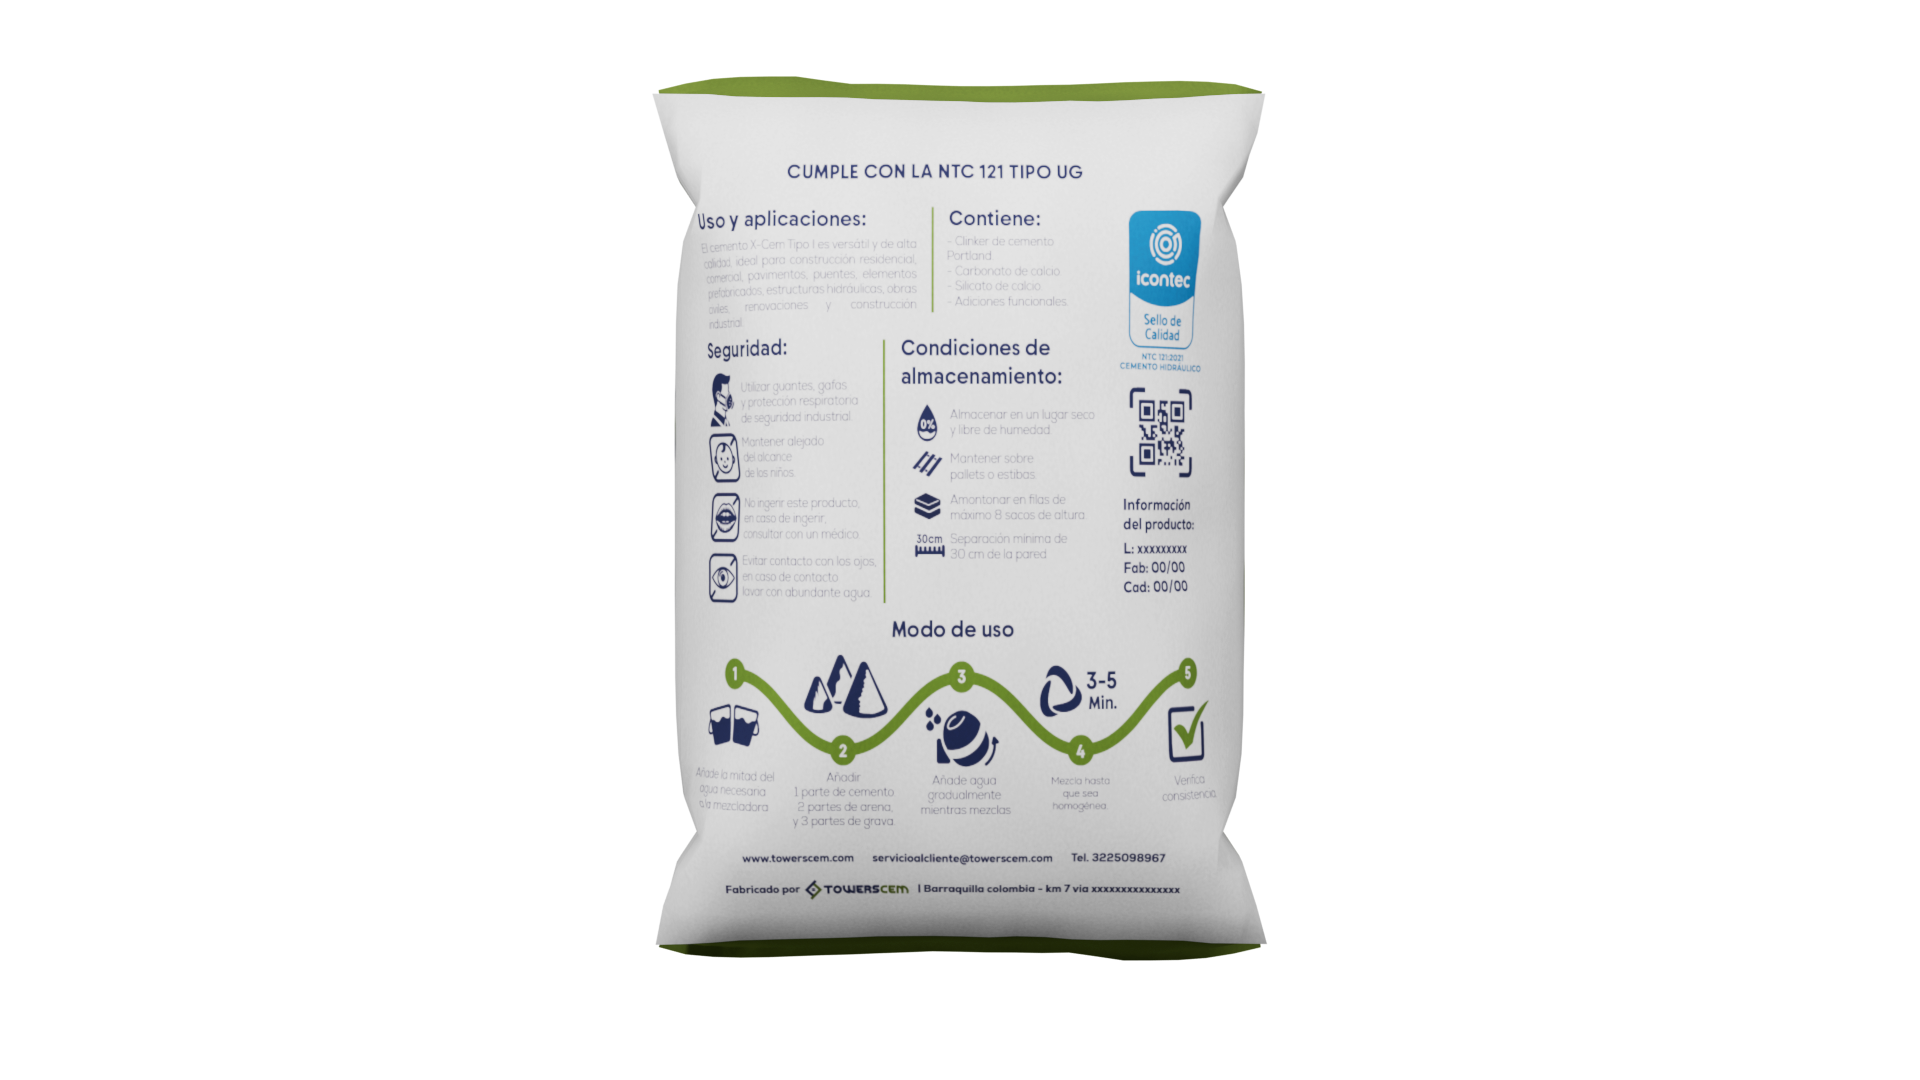 CUMPLE CON LA NTC 121 TIPO UG
Uso y aplicaciones:
El cemento X-Cem Tipo I es versátil y de alta
calidad, ideal para construcción residencial,
comercial, pavimentos, puentes, elementos
prefabricados, estructuras hidráulicas, obras
civiles, renovaciones y construcción
industrial.
Contiene:
- Clinker de cemento
Portland
- Carbonato de calcio.
- Silicato de calcio.
- Adiciones funcionales.
icontec
Sello de
Calidad
NTC 121:2021
CEMENTO HIDRÁULICO
Seguridad:
Utilizar guantes, gafas
y protección respiratoria
de seguridad industrial.
Mantener alejado
del alcance
de los niños.
No ingerir este producto,
en caso de ingerir,
consultar con un médico.
Evitar contacto con los ojos,
en caso de contacto
lavar con abundante agua.
Condiciones de
almacenamiento:
0%
Almacenar en un lugar seco
y libre de humedad.
Mantener sobre
pallets o estibas.
Amontonar en filas de
máximo 8 sacos de altura.
30cm
Separación mínima de
30 cm de la pared.
Información
del producto:
L: xxxxxxxxx
Fab: 00/00
Cad: 00/00
Modo de uso
1
Añade la mitad del
agua necesaria
a la mezcladora
2
Añadir
1 parte de cemento
2 partes de arena,
y 3 partes de grava.
3
Añade agua
gradualmente
mientras mezclas
3-5
Min.
4
Mezcla hasta
que sea
homogénea.
5
Verifica
consistencia.
www.towerscem.com servicioalcliente@towerscem.com Tel. 3225098967
Fabricado por TOWERSCEM | Barraquilla colombia - km 7 vía xxxxxxxxxxxxxxx